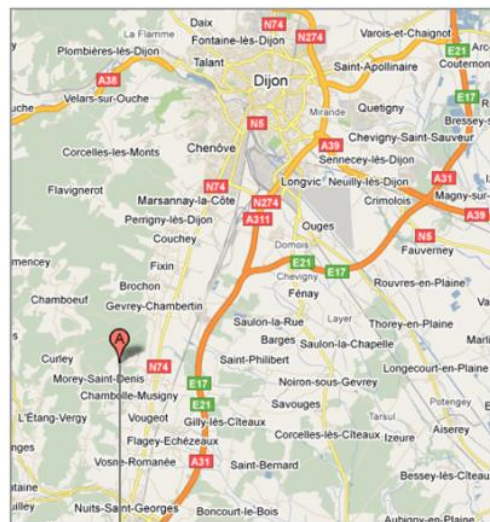 Daix
N74
La Flamme
Fontaine-lès-Dijon
N274
Varois-et-Chaignot
E21
Plombières-lès-Dijon
Talant
Saint-Apollinaire
Couternon
A38
Dijon
E17
Velars-sur-Ouche
Mirande
Quetigny
Bressey-s
N5
Chevigny-Saint-Sauveur
Corcelles-les-Monts
Chenôve
A39
Sennecey-lès-Dijon
A31
Flavignerot
N74
Longvic
Neuilly-lès-Dijon
Magny-sur-
Marsannay-la-Côte
N274
Crimolois
A39
Perrigny-lès-Dijon
A311
Ouges
N5
Couchey
Domois
Fauverney
mencey
Fixin
E21
E17
Chevigny
Rouvres-en-Plaine
Brochon
Fénay
Chamboeuf
Gevrey-Chambertin
Layer
Saulon-la-Rue
Thorey-en-Plaine
A
Barges
Saulon-la-Chapelle
Marli
Curley
N74
Saint-Philibert
Longecourt-en-Plaine
Morey-Saint-Denis
E17
Noiron-sous-Gevrey
Chambolle-Musigny
Potengey
L'Étang-Vergy
Vougeot
E21
Savouges
Tarsul
Gilly-lès-Cîteaux
Aiserey
Flagey-Echézeaux
Corcelles-lès-Cîteaux
Izeure
Vosne-Romanée
A31
Saint-Bernard
Bessey-lès-Cîteaux
Nuits-Saint-Georges
Boncourt-le-Bois
Aubigny-en-Plaine